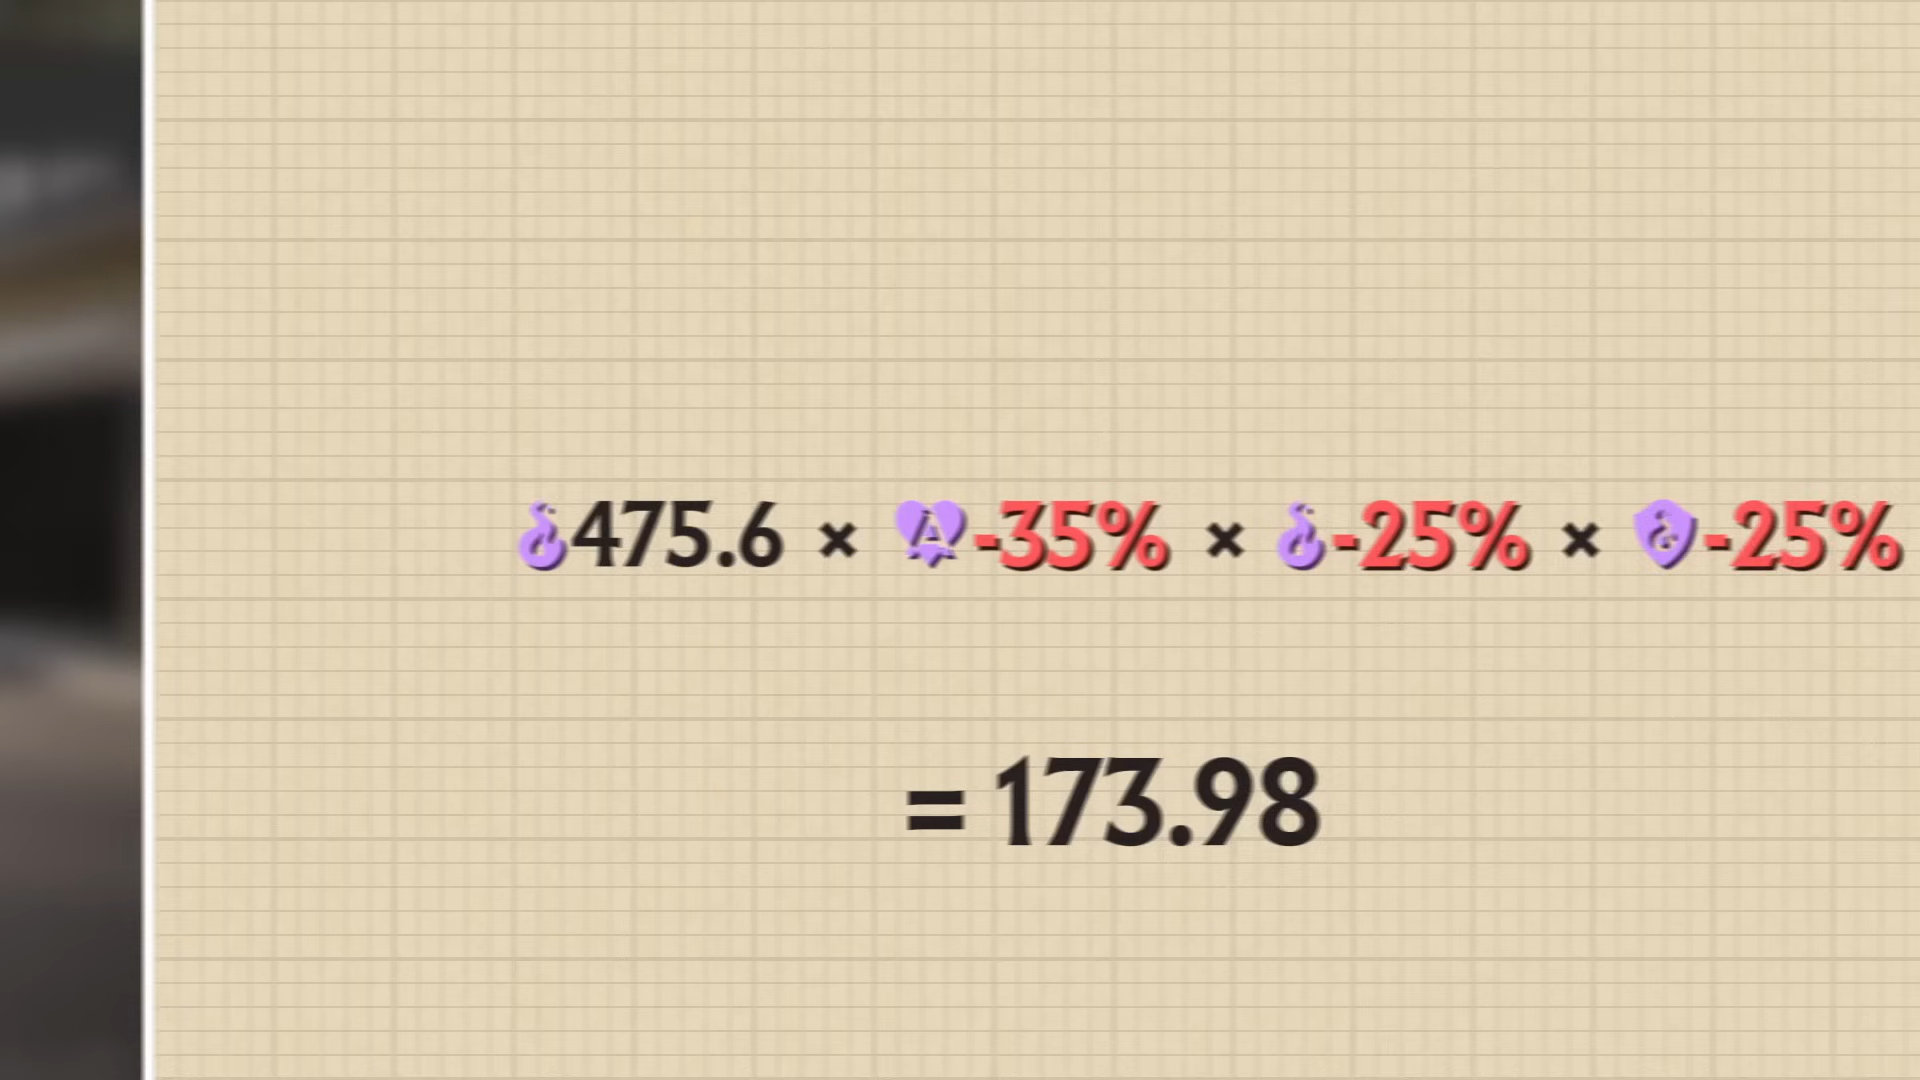 475.6 × -35% × -25% × -25%
= 173.98